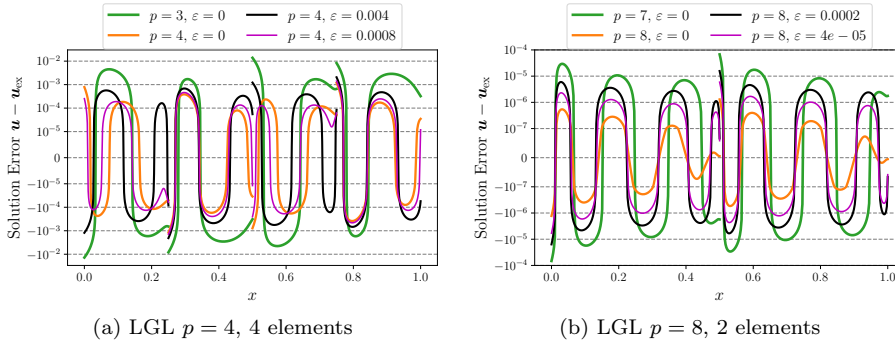 p = 3, ε = 0
p = 4, ε = 0.004
p = 4, ε = 0
p = 4, ε = 0.0008
Solution Error u − u_ex
10⁻²
10⁻³
10⁻⁴
10⁻⁵
0
−10⁻⁵
−10⁻⁴
−10⁻³
−10⁻²
0.0 0.2 0.4 0.6 0.8 1.0
x
(a) LGL p = 4, 4 elements
p = 7, ε = 0
p = 8, ε = 0.0002
p = 8, ε = 0
p = 8, ε = 4e − 05
Solution Error u − u_ex
10⁻⁴
10⁻⁵
10⁻⁶
10⁻⁷
0
−10⁻⁷
−10⁻⁶
−10⁻⁵
−10⁻⁴
0.0 0.2 0.4 0.6 0.8 1.0
x
(b) LGL p = 8, 2 elements